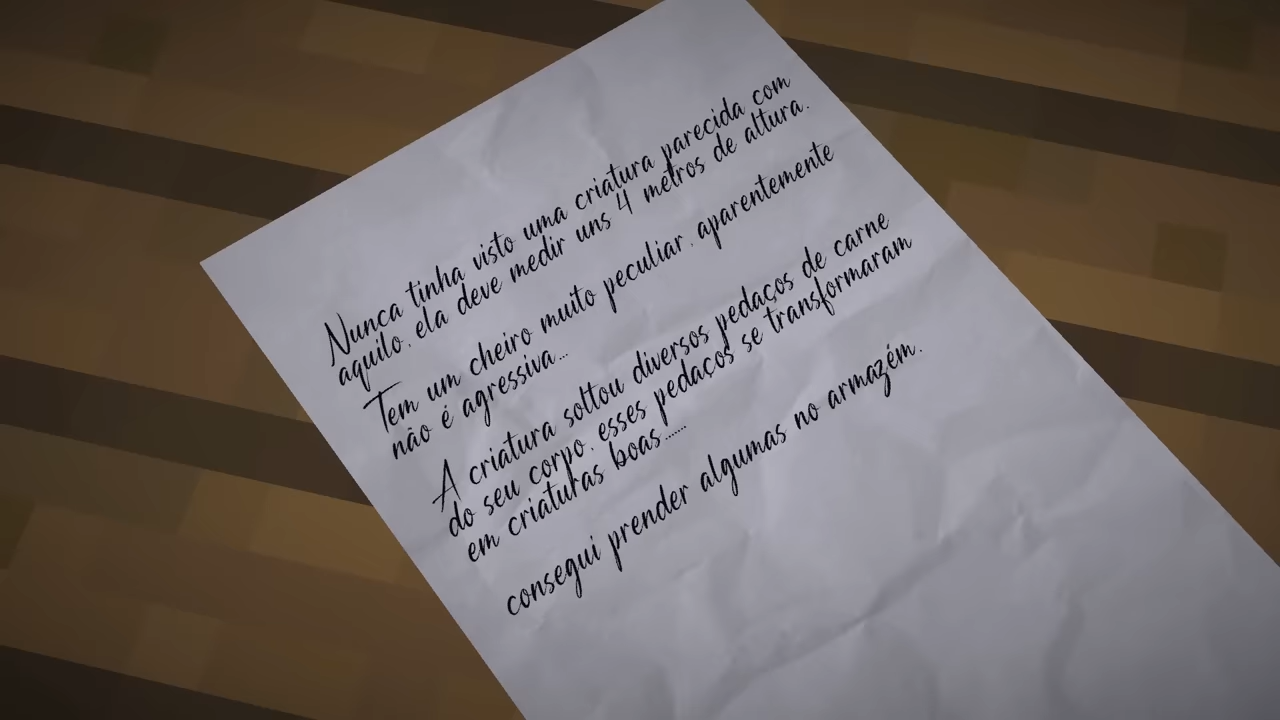 Nunca tinha visto uma criatura parecida com
aquilo. ela deve medir uns 4 metros de altura.
Tem um cheiro muito peculiar. aparentemente
não é agressiva...
A criatura soltou diversos pedaços de carne
do seu corpo. esses pedaços se transformaram
em criaturas boas......
consegui prender algumas no armazém.